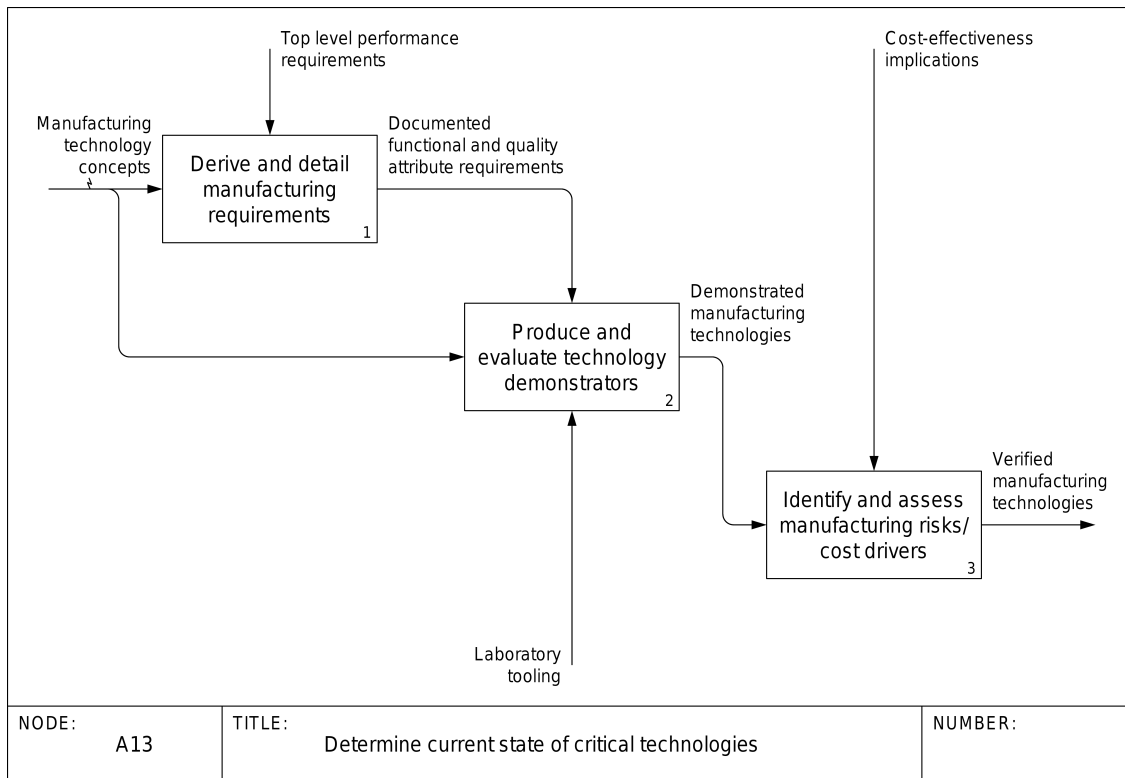 Top level performance
requirements
Cost-effectiveness
implications
Manufacturing
technology
concepts
Documented
functional and quality
attribute requirements
Derive and detail
manufacturing
requirements
1
Demonstrated
manufacturing
technologies
Produce and
evaluate technology
demonstrators
2
Verified
manufacturing
technologies
Identify and assess
manufacturing risks/
cost drivers
3
Laboratory
tooling
NODE:
A13
TITLE:
Determine current state of critical technologies
NUMBER: